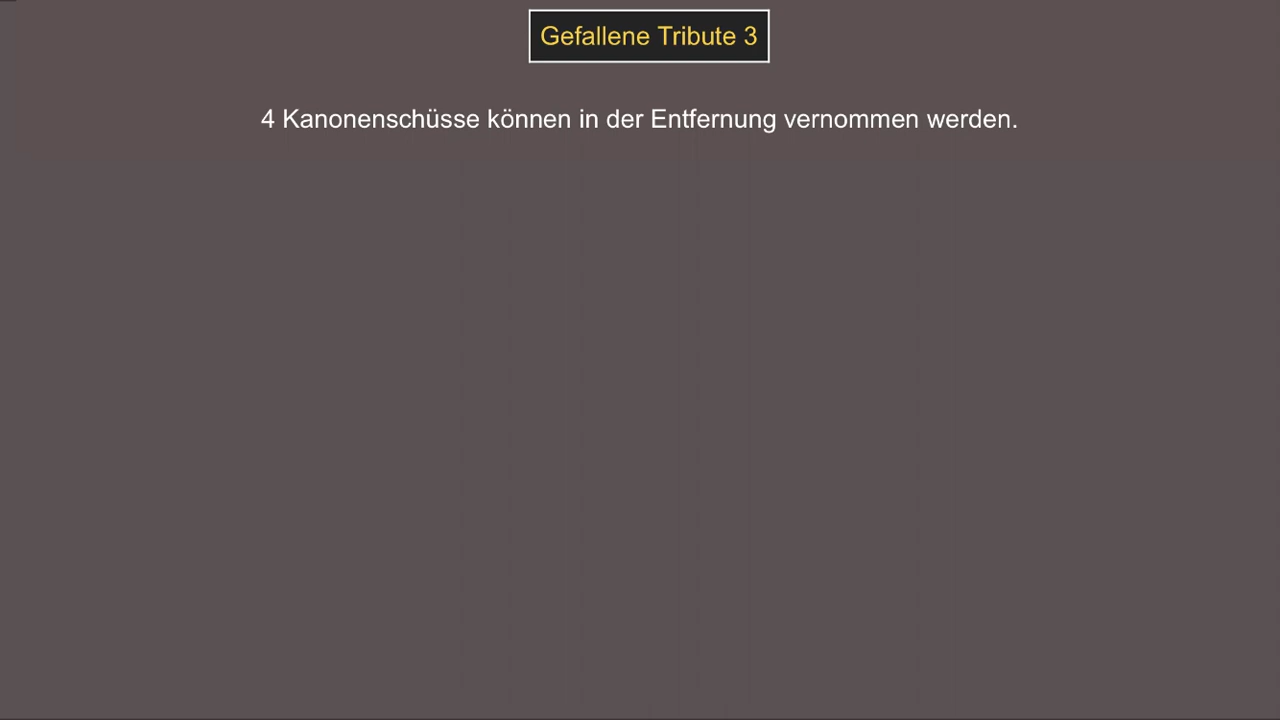 Gefallene Tribute 3
4 Kanonenschüsse können in der Entfernung vernommen werden.